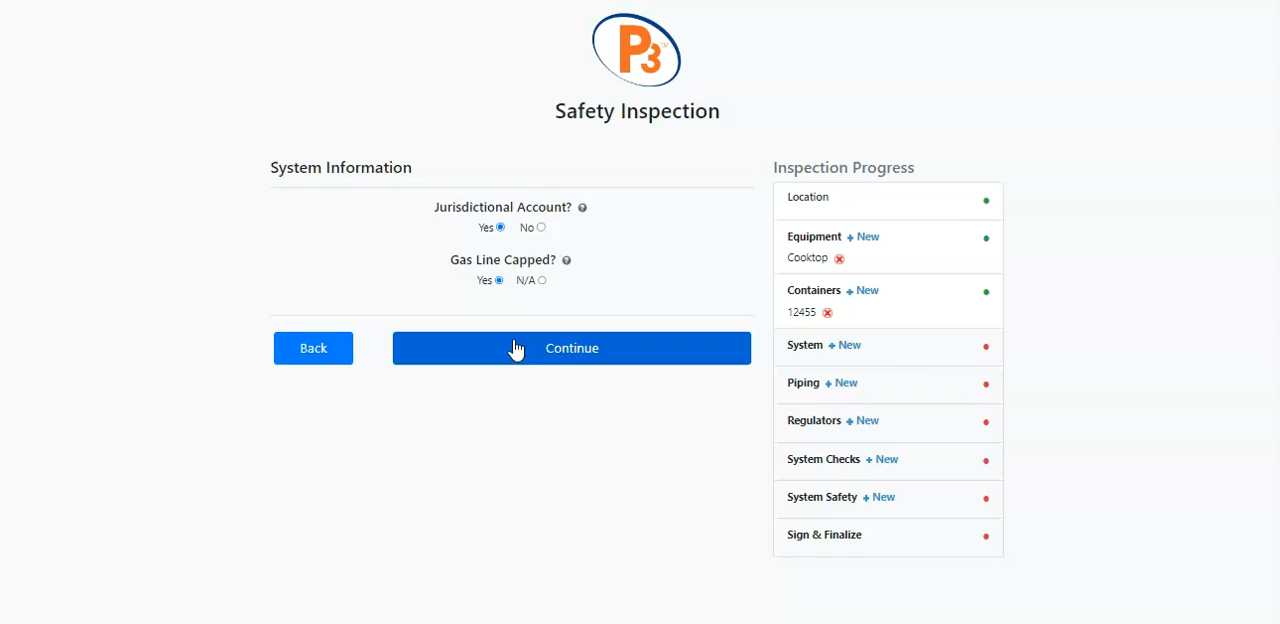 P3™
Safety Inspection
System Information
Jurisdictional Account?
Yes No
Gas Line Capped?
Yes N/A
Back Continue
Inspection Progress
Location
Equipment + New
Cooktop
Containers + New
12455
System + New
Piping + New
Regulators + New
System Checks + New
System Safety + New
Sign & Finalize